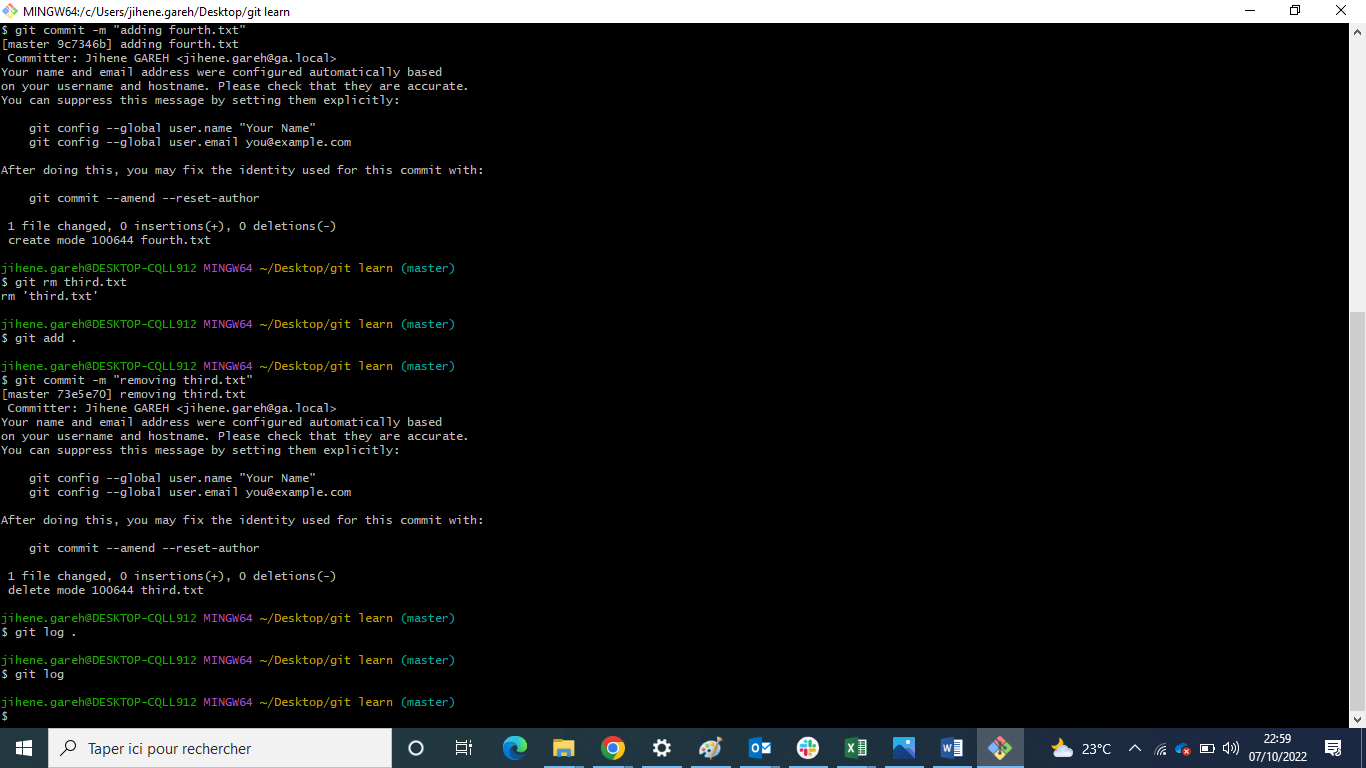 MINGW64:/c/Users/jihene.gareh/Desktop/git learn
$ git commit -m "adding fourth.txt"
[master 9c7346b] adding fourth.txt
 Committer: Jihene GAREH <jihene.gareh@ga.local>
Your name and email address were configured automatically based
on your username and hostname. Please check that they are accurate.
You can suppress this message by setting them explicitly:

    git config --global user.name "Your Name"
    git config --global user.email you@example.com

After doing this, you may fix the identity used for this commit with:

    git commit --amend --reset-author

 1 file changed, 0 insertions(+), 0 deletions(-)
 create mode 100644 fourth.txt

jihene.gareh@DESKTOP-CQLL912 MINGW64 ~/Desktop/git learn (master)
$ git rm third.txt
rm 'third.txt'

jihene.gareh@DESKTOP-CQLL912 MINGW64 ~/Desktop/git learn (master)
$ git add .

jihene.gareh@DESKTOP-CQLL912 MINGW64 ~/Desktop/git learn (master)
$ git commit -m "removing third.txt"
[master 73e5e70] removing third.txt
 Committer: Jihene GAREH <jihene.gareh@ga.local>
Your name and email address were configured automatically based
on your username and hostname. Please check that they are accurate.
You can suppress this message by setting them explicitly:

    git config --global user.name "Your Name"
    git config --global user.email you@example.com

After doing this, you may fix the identity used for this commit with:

    git commit --amend --reset-author

 1 file changed, 0 insertions(+), 0 deletions(-)
 delete mode 100644 third.txt

jihene.gareh@DESKTOP-CQLL912 MINGW64 ~/Desktop/git learn (master)
$ git log .

jihene.gareh@DESKTOP-CQLL912 MINGW64 ~/Desktop/git learn (master)
$ git log

jihene.gareh@DESKTOP-CQLL912 MINGW64 ~/Desktop/git learn (master)
$
Taper ici pour rechercher
23°C
22:59
07/10/2022